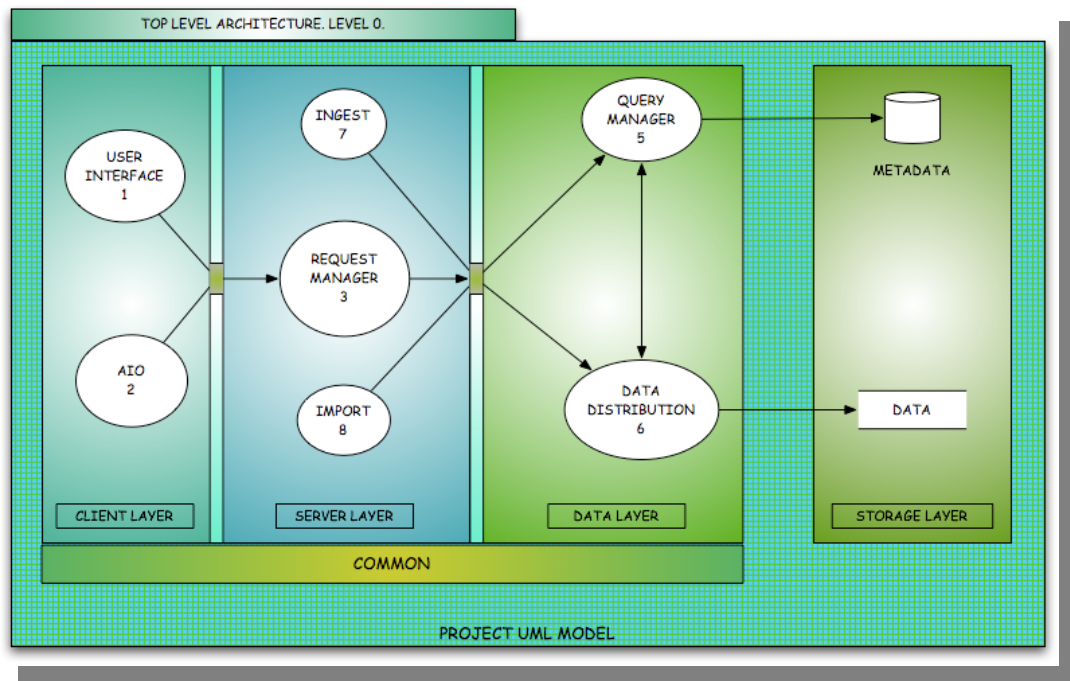 TOP LEVEL ARCHITECTURE. LEVEL 0.
USER
INTERFACE
1
AIO
2
CLIENT LAYER
INGEST
7
REQUEST
MANAGER
3
IMPORT
8
SERVER LAYER
QUERY
MANAGER
5
DATA
DISTRIBUTION
6
DATA LAYER
METADATA
DATA
STORAGE LAYER
COMMON
PROJECT UML MODEL